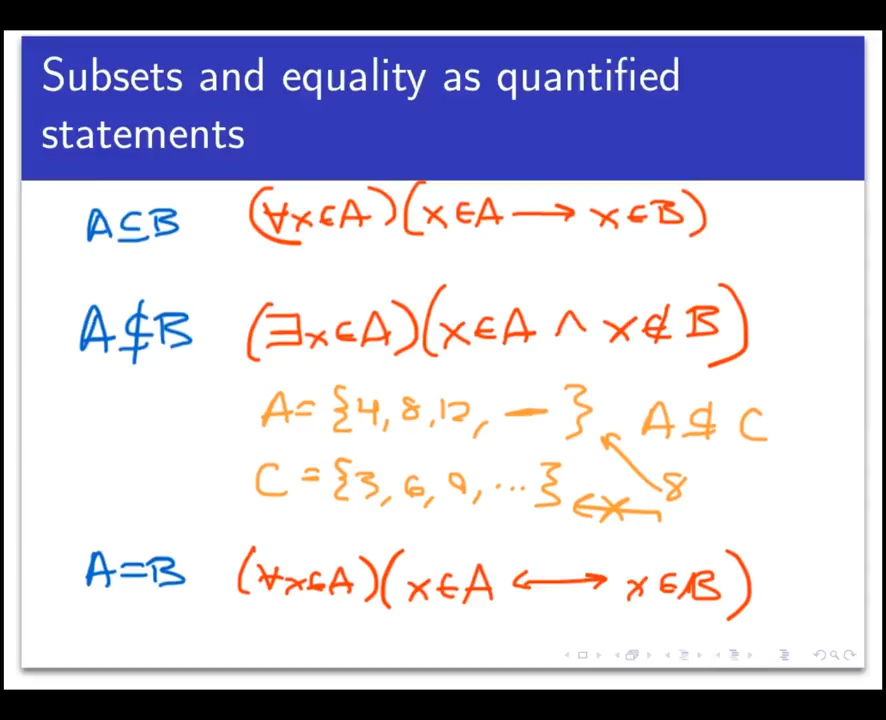 Subsets and equality as quantified
statements
A⊆B (∀x∈A)(x∈A ⟶ x∈B)
A⊈B (∃x∈A)(x∈A ∧ x∉B)
A={4,8,12,—} A⊈C
C={3,6,9,...} 8
A=B (∀x∈A)(x∈A ⟷ x∈B)